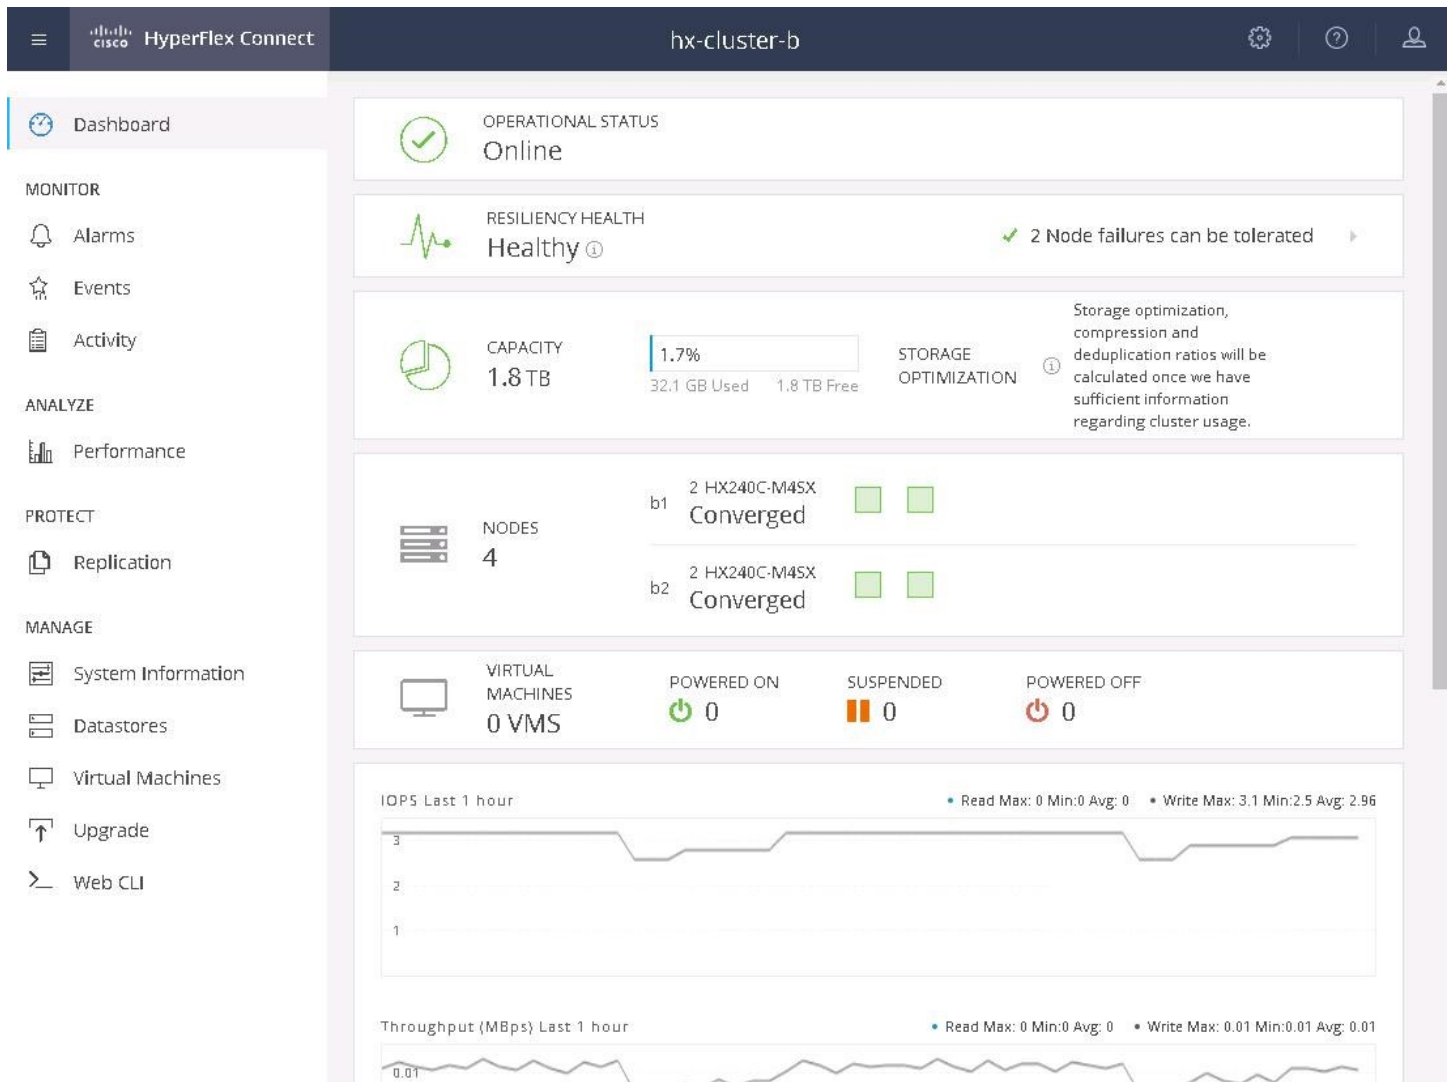 cisco HyperFlex Connect
hx-cluster-b
Dashboard
MONITOR
Alarms
Events
Activity
ANALYZE
Performance
PROTECT
Replication
MANAGE
System Information
Datastores
Virtual Machines
Upgrade
Web CLI
OPERATIONAL STATUS
Online
RESILIENCY HEALTH
Healthy
2 Node failures can be tolerated
CAPACITY
1.8 TB
1.7%
32.1 GB Used 1.8 TB Free
STORAGE
OPTIMIZATION
Storage optimization,
compression and
deduplication ratios will be
calculated once we have
sufficient information
regarding cluster usage.
NODES
4
b1
2 HX240C-M4SX
Converged
b2
2 HX240C-M4SX
Converged
VIRTUAL
MACHINES
0 VMS
POWERED ON
0
SUSPENDED
0
POWERED OFF
0
IOPS Last 1 hour
Read Max: 0 Min:0 Avg: 0 Write Max: 3.1 Min:2.5 Avg: 2.96
3
2
1
Throughput (MBps) Last 1 hour
Read Max: 0 Min:0 Avg: 0 Write Max: 0.01 Min:0.01 Avg: 0.01
0.01